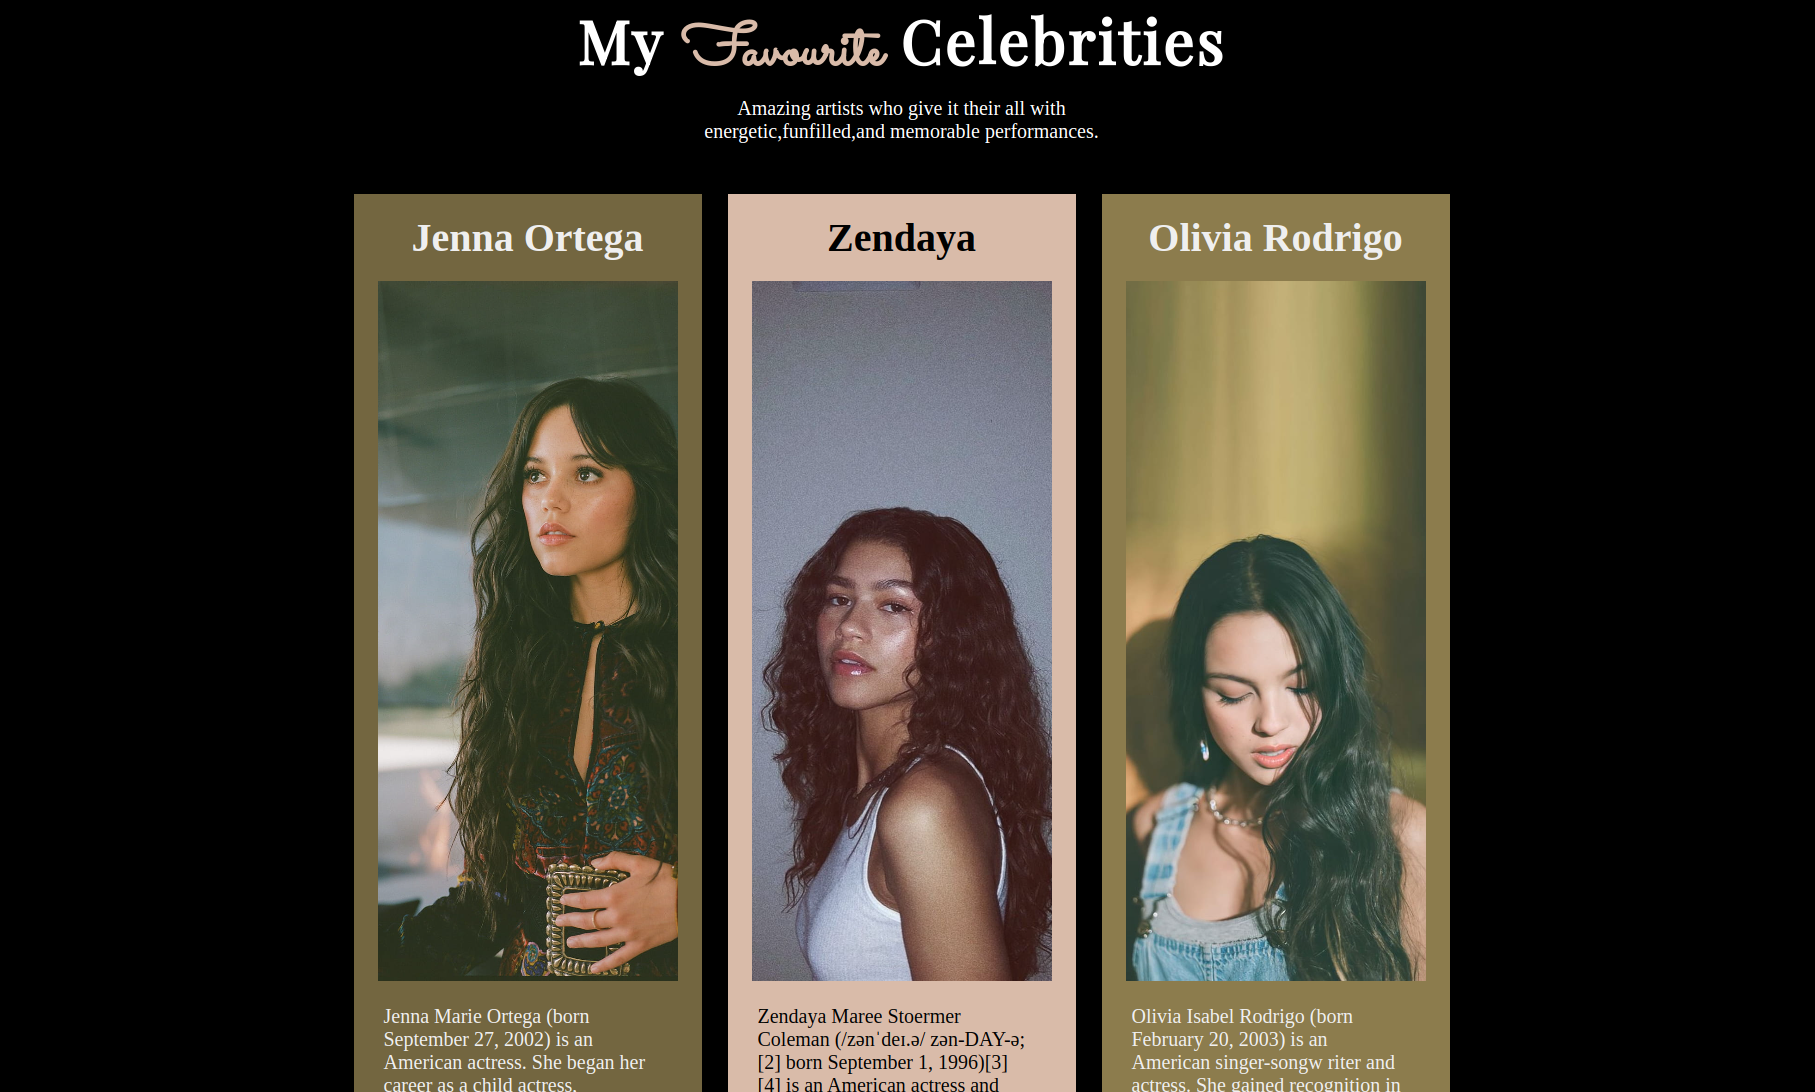 My Favourite Celebrities
Amazing artists who give it their all with
energetic,funfilled,and memorable performances.
Jenna Ortega
Zendaya
Olivia Rodrigo
Jenna Marie Ortega (born
September 27, 2002) is an
American actress. She began her
career as a child actress.
Zendaya Maree Stoermer
Coleman (/zənˈdeɪ.ə/ zən-DAY-ə;
[2] born September 1, 1996)[3]
[4] is an American actress and
Olivia Isabel Rodrigo (born
February 20, 2003) is an
American singer-songw riter and
actress. She gained recognition in